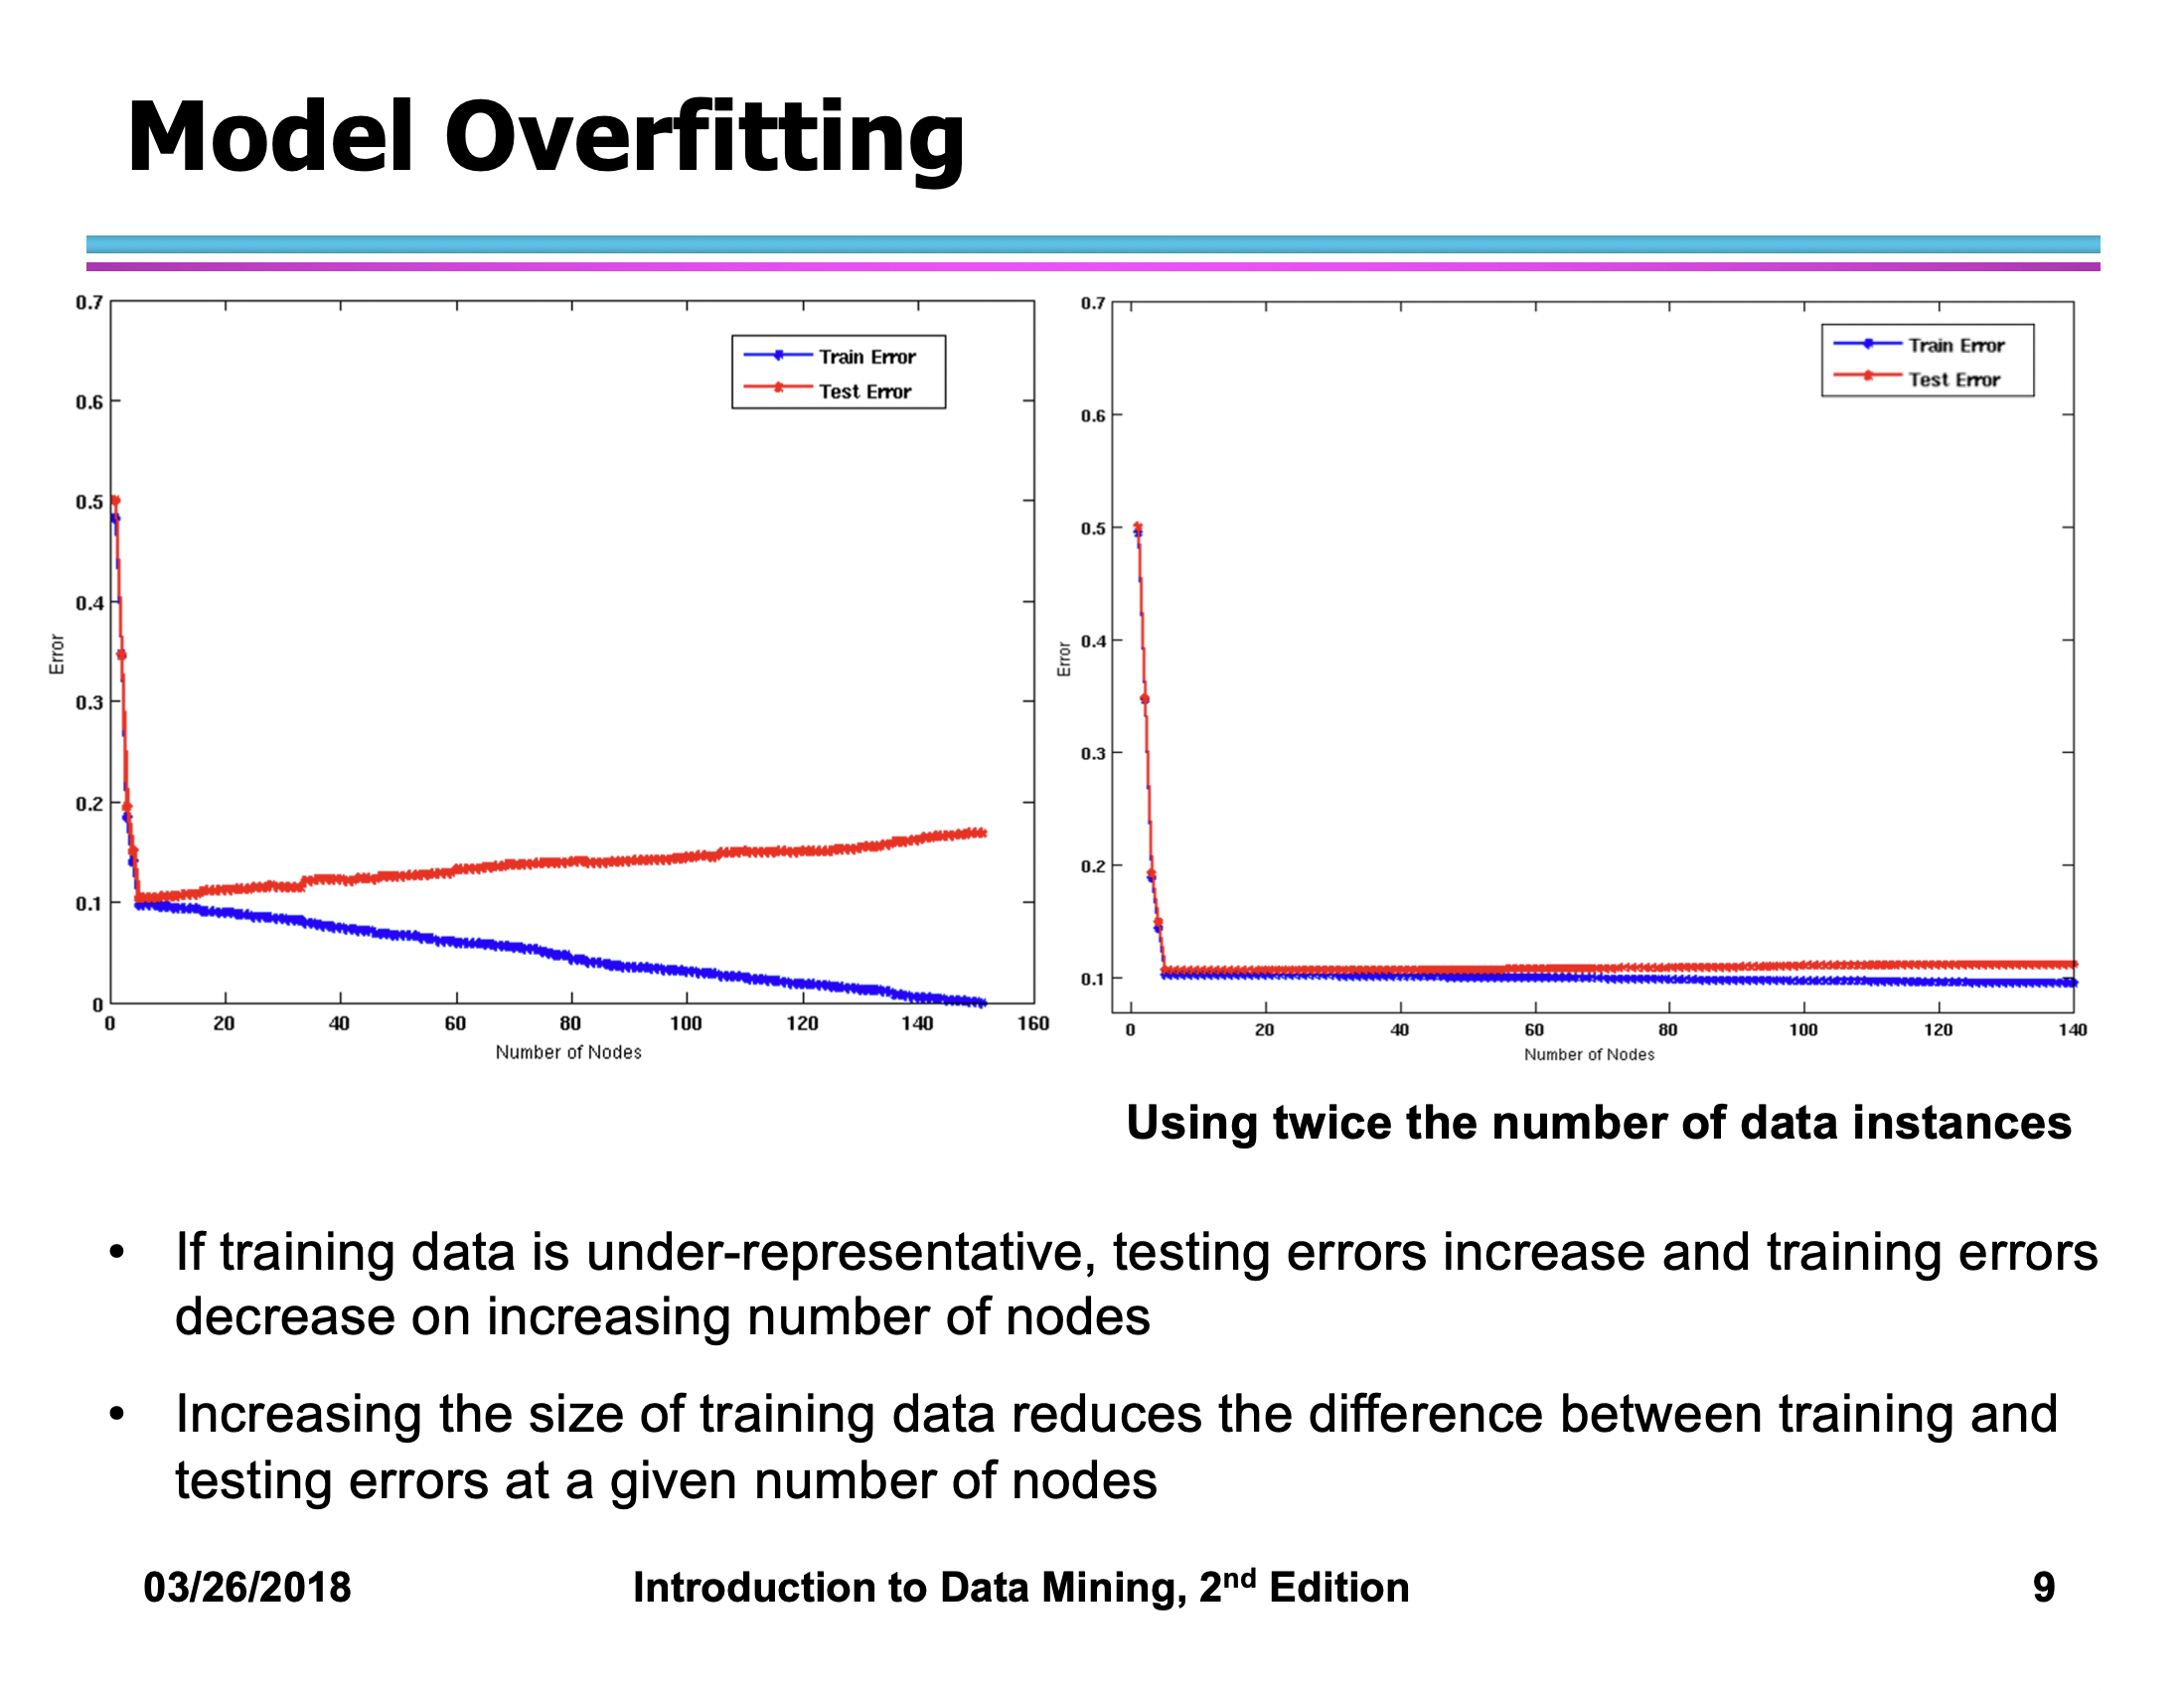 Model Overfitting
0.7
0.6
0.5
0.4
0.3
0.2
0.1
0
Error
Train Error
Test Error
0 20 40 60 80 100 120 140 160
Number of Nodes
0.7
0.6
0.5
0.4
0.3
0.2
0.1
Error
Train Error
Test Error
0 20 40 60 80 100 120 140
Number of Nodes
Using twice the number of data instances
• If training data is under-representative, testing errors increase and training errors
decrease on increasing number of nodes
• Increasing the size of training data reduces the difference between training and
testing errors at a given number of nodes
03/26/2018 Introduction to Data Mining, 2nd Edition 9